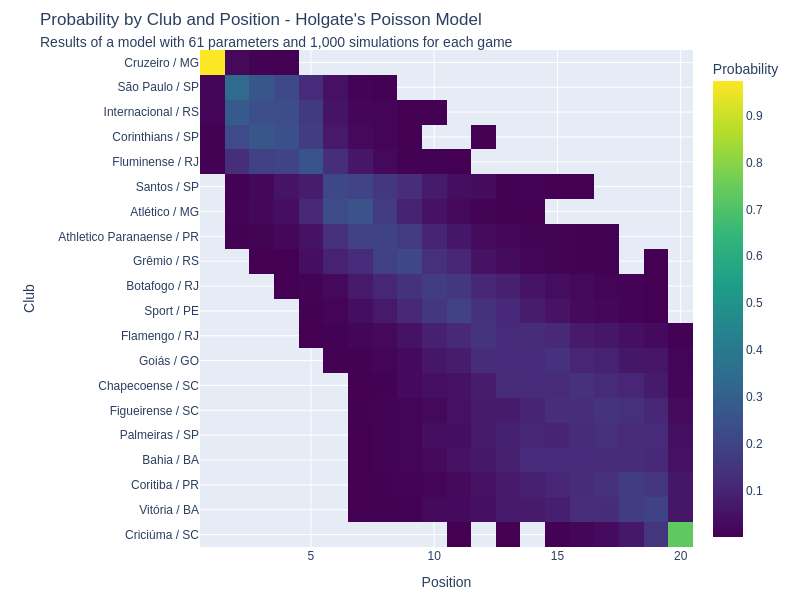 Probability by Club and Position - Holgate's Poisson Model
Results of a model with 61 parameters and 1,000 simulations for each game
Probability
Cruzeiro / MG
São Paulo / SP
Internacional / RS
Corinthians / SP
Fluminense / RJ
Santos / SP
Atlético / MG
Athletico Paranaense / PR
Grêmio / RS
Botafogo / RJ
Sport / PE
Flamengo / RJ
Goiás / GO
Chapecoense / SC
Figueirense / SC
Palmeiras / SP
Bahia / BA
Coritiba / PR
Vitória / BA
Criciúma / SC
Club
5
10
15
20
Position
0.9
0.8
0.7
0.6
0.5
0.4
0.3
0.2
0.1